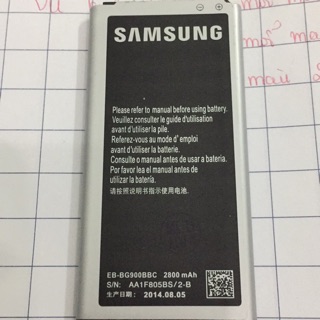 SAMSUNG
Please refer to manual before using battery.
Veuillez consulter le guide d'utilisation
avant d'utiliser la pile.
Referez-vous au mode d'emploi
avant d'utiliser la batterie.
Consulte o manual antes de usar a bateria.
Por favor lea el manual antes
de utilizar la batería.
请按照说明书指示使用电池。
EB-BG900BBC 2800 mAh
S/N: AA1F805BS/2-B
生产日期: 2014.08.05